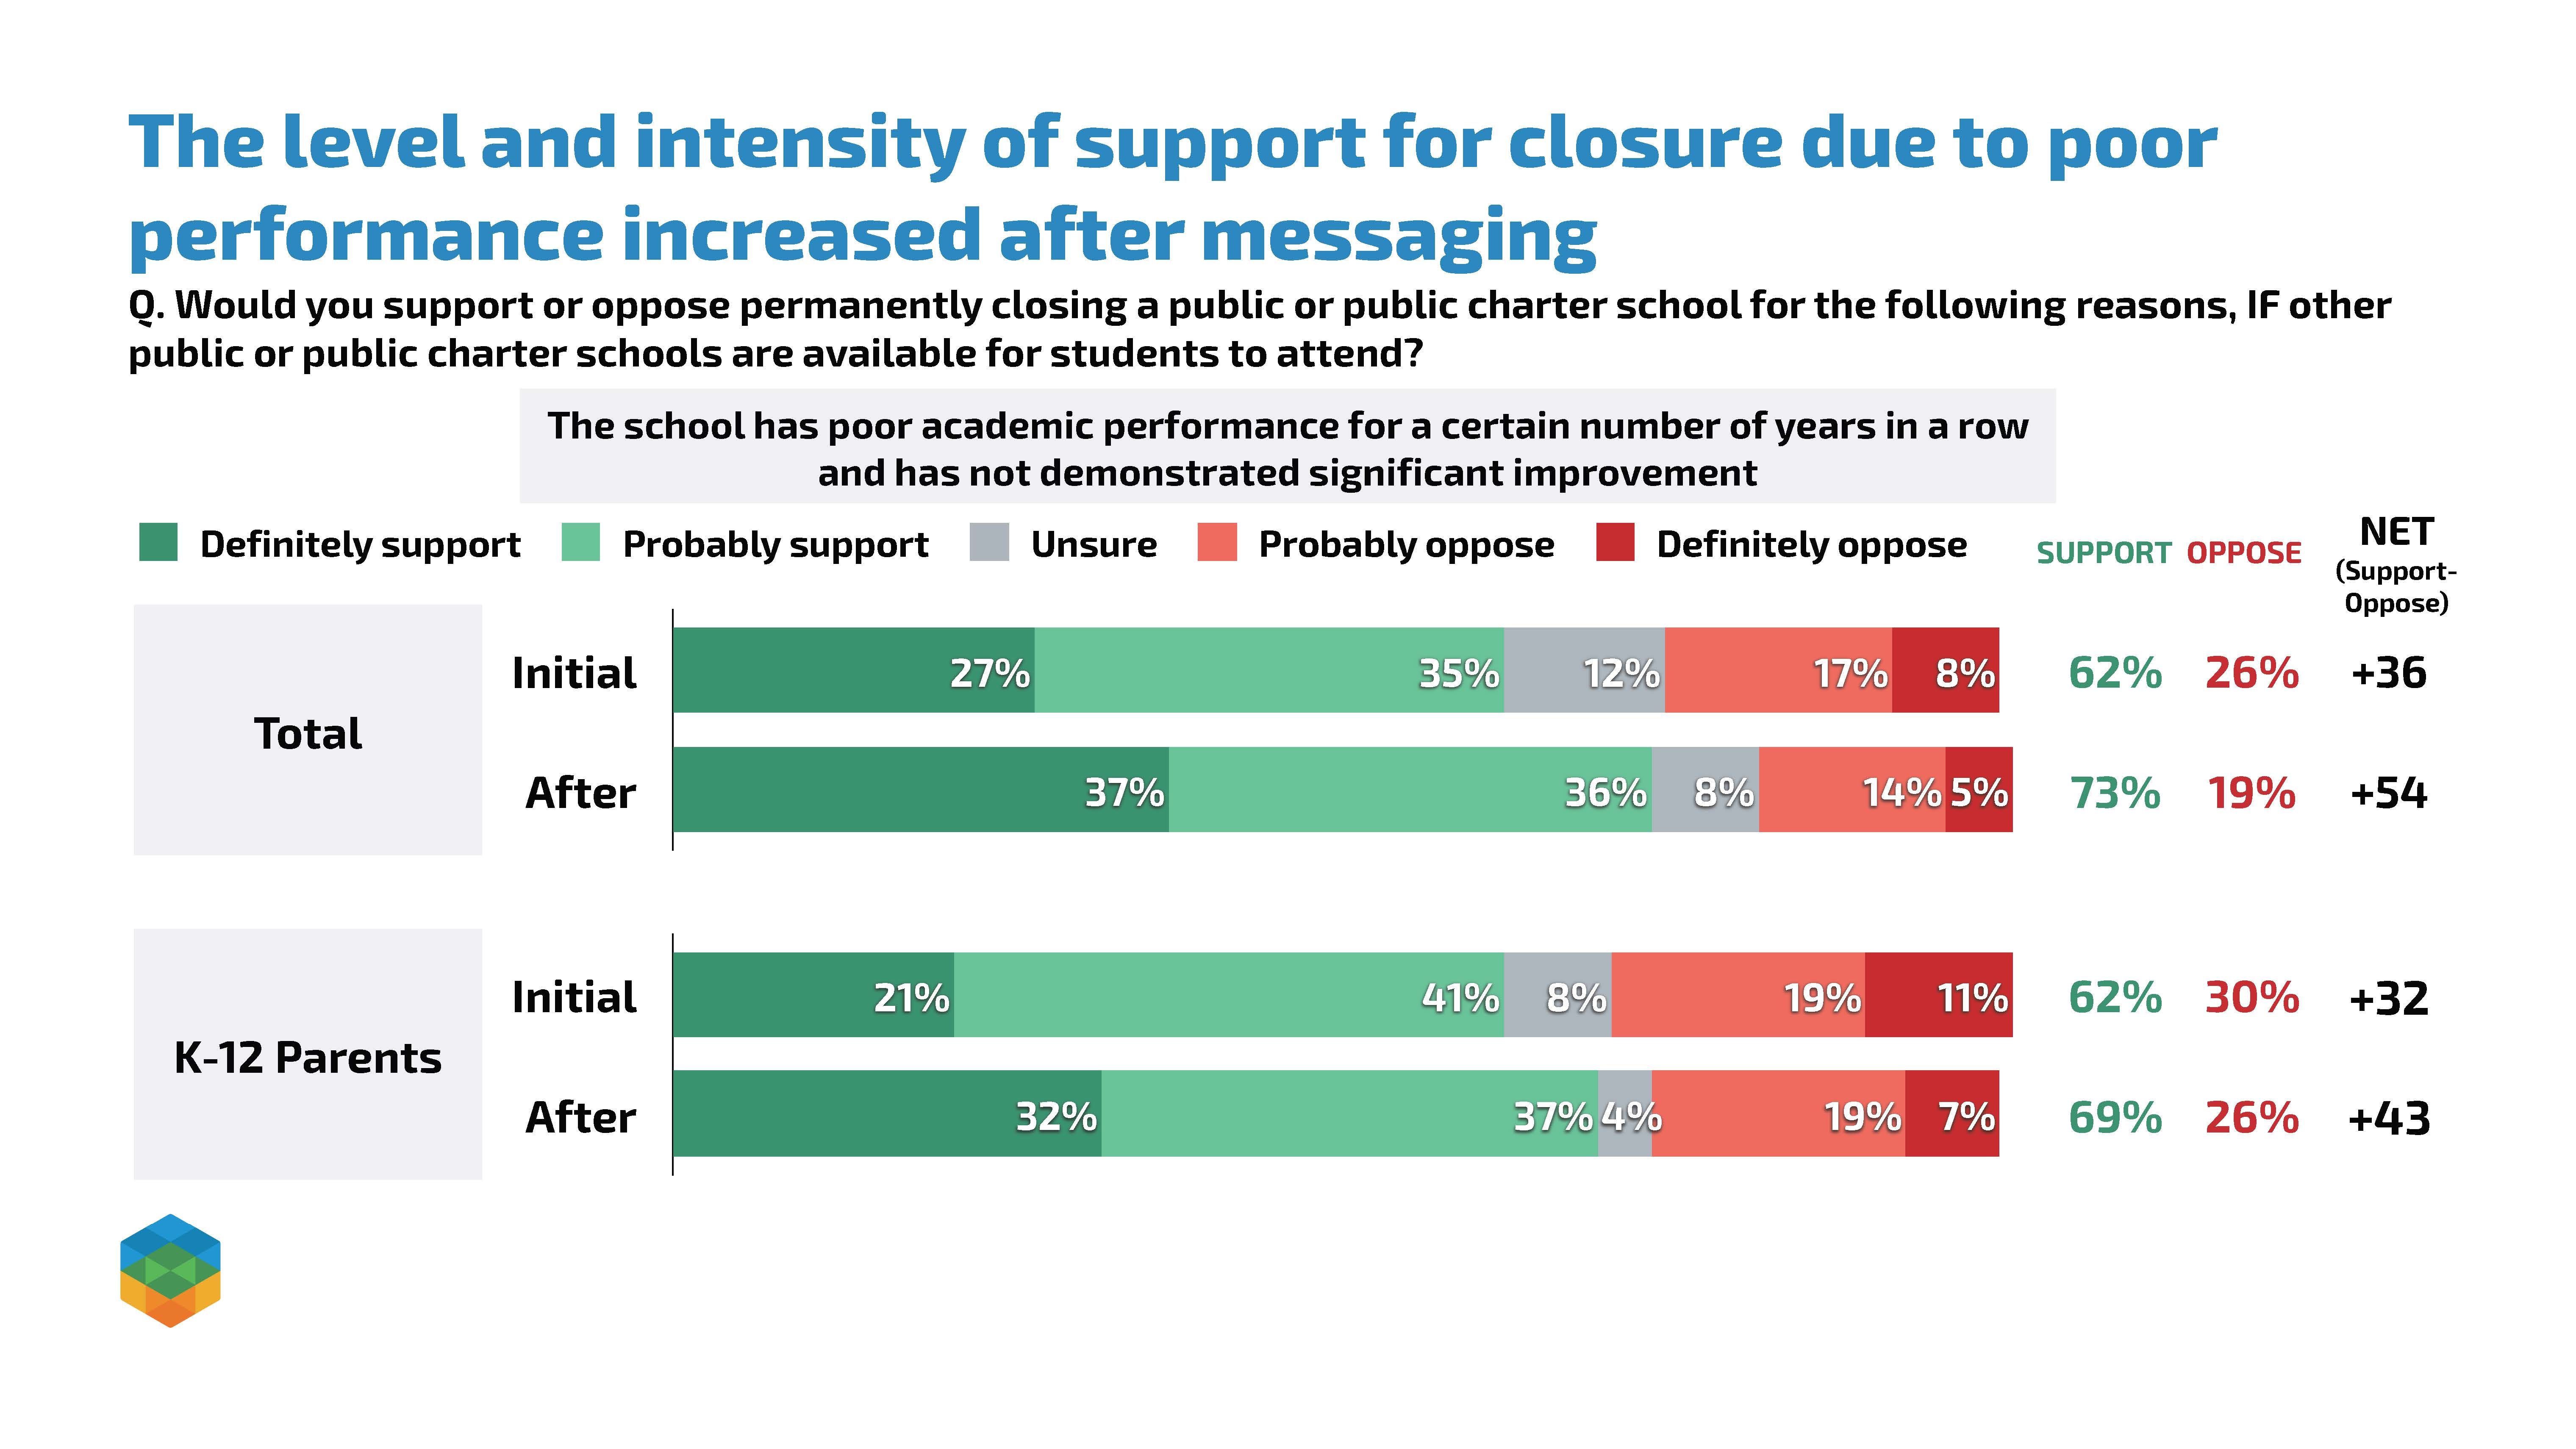 The level and intensity of support for closure due to poor
performance increased after messaging
Q. Would you support or oppose permanently closing a public or public charter school for the following reasons, IF other
public or public charter schools are available for students to attend?
The school has poor academic performance for a certain number of years in a row
and has not demonstrated significant improvement
Definitely support Probably support Unsure Probably oppose Definitely oppose
SUPPORT OPPOSE NET
(Support-
Oppose)
Total
Initial 27% 35% 12% 17% 8% 62% 26% +36
After 37% 36% 8% 14% 5% 73% 19% +54
K-12 Parents
Initial 21% 41% 8% 19% 11% 62% 30% +32
After 32% 37% 4% 19% 7% 69% 26% +43